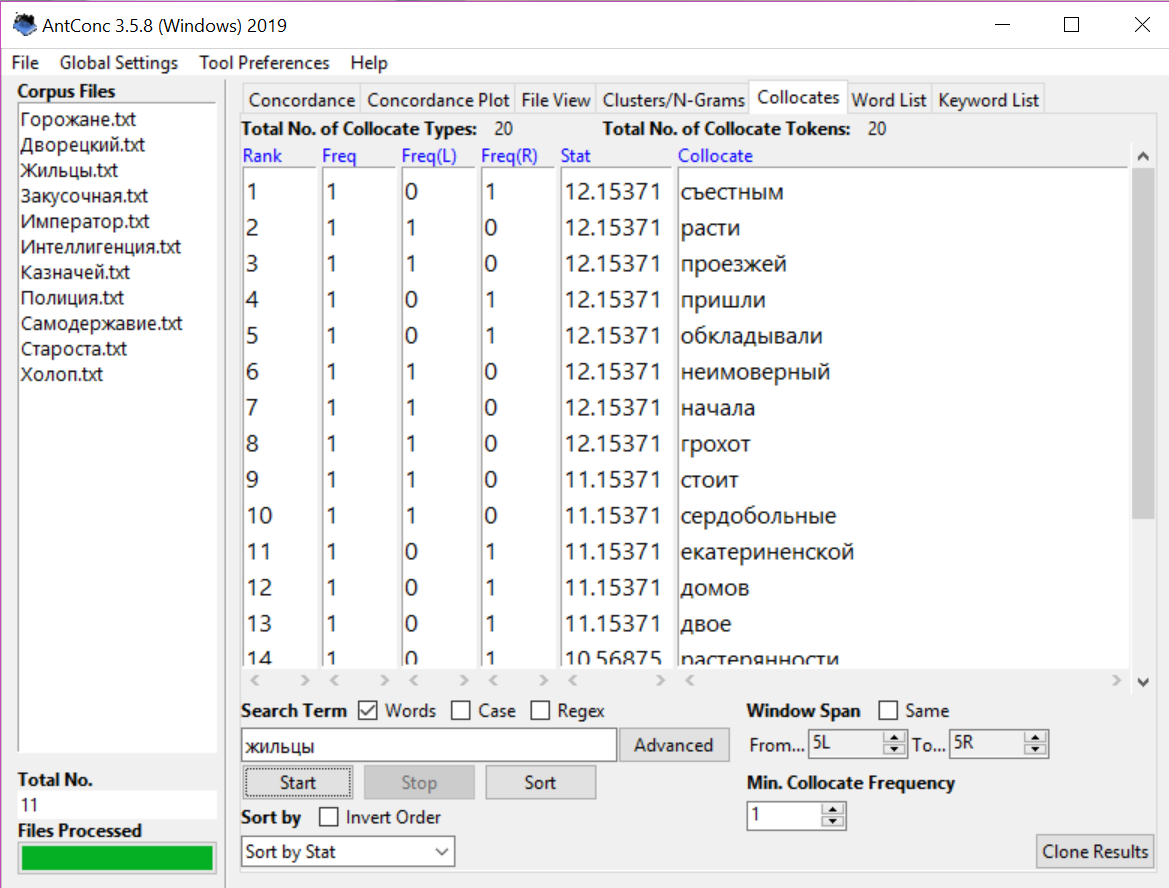 AntConc 3.5.8 (Windows) 2019
File Global Settings Tool Preferences Help
Corpus Files
Горожане.txt
Дворецкий.txt
Жильцы.txt
Закусочная.txt
Император.txt
Интеллигенция.txt
Казначей.txt
Полиция.txt
Самодержавие.txt
Староста.txt
Холоп.txt
Total No.
11
Files Processed
Concordance Concordance Plot File View Clusters/N-Grams Collocates Word List Keyword List
Total No. of Collocate Types: 20 Total No. of Collocate Tokens: 20
Rank Freq Freq(L) Freq(R) Stat Collocate
1 1 0 1 12.15371 съестным
2 1 1 0 12.15371 расти
3 1 1 0 12.15371 проезжей
4 1 0 1 12.15371 пришли
5 1 0 1 12.15371 обкладывали
6 1 1 0 12.15371 неимоверный
7 1 1 0 12.15371 начала
8 1 1 0 12.15371 грохот
9 1 1 0 11.15371 стоит
10 1 1 0 11.15371 сердобольные
11 1 0 1 11.15371 екатериненской
12 1 0 1 11.15371 домов
13 1 0 1 11.15371 двое
14 1 0 1 10.56875 растерянности
Search Term Words Case Regex
жильцы Advanced
Start Stop Sort
Sort by Invert Order
Sort by Stat
Window Span Same
From... 5L To... 5R
Min. Collocate Frequency
1
Clone Results